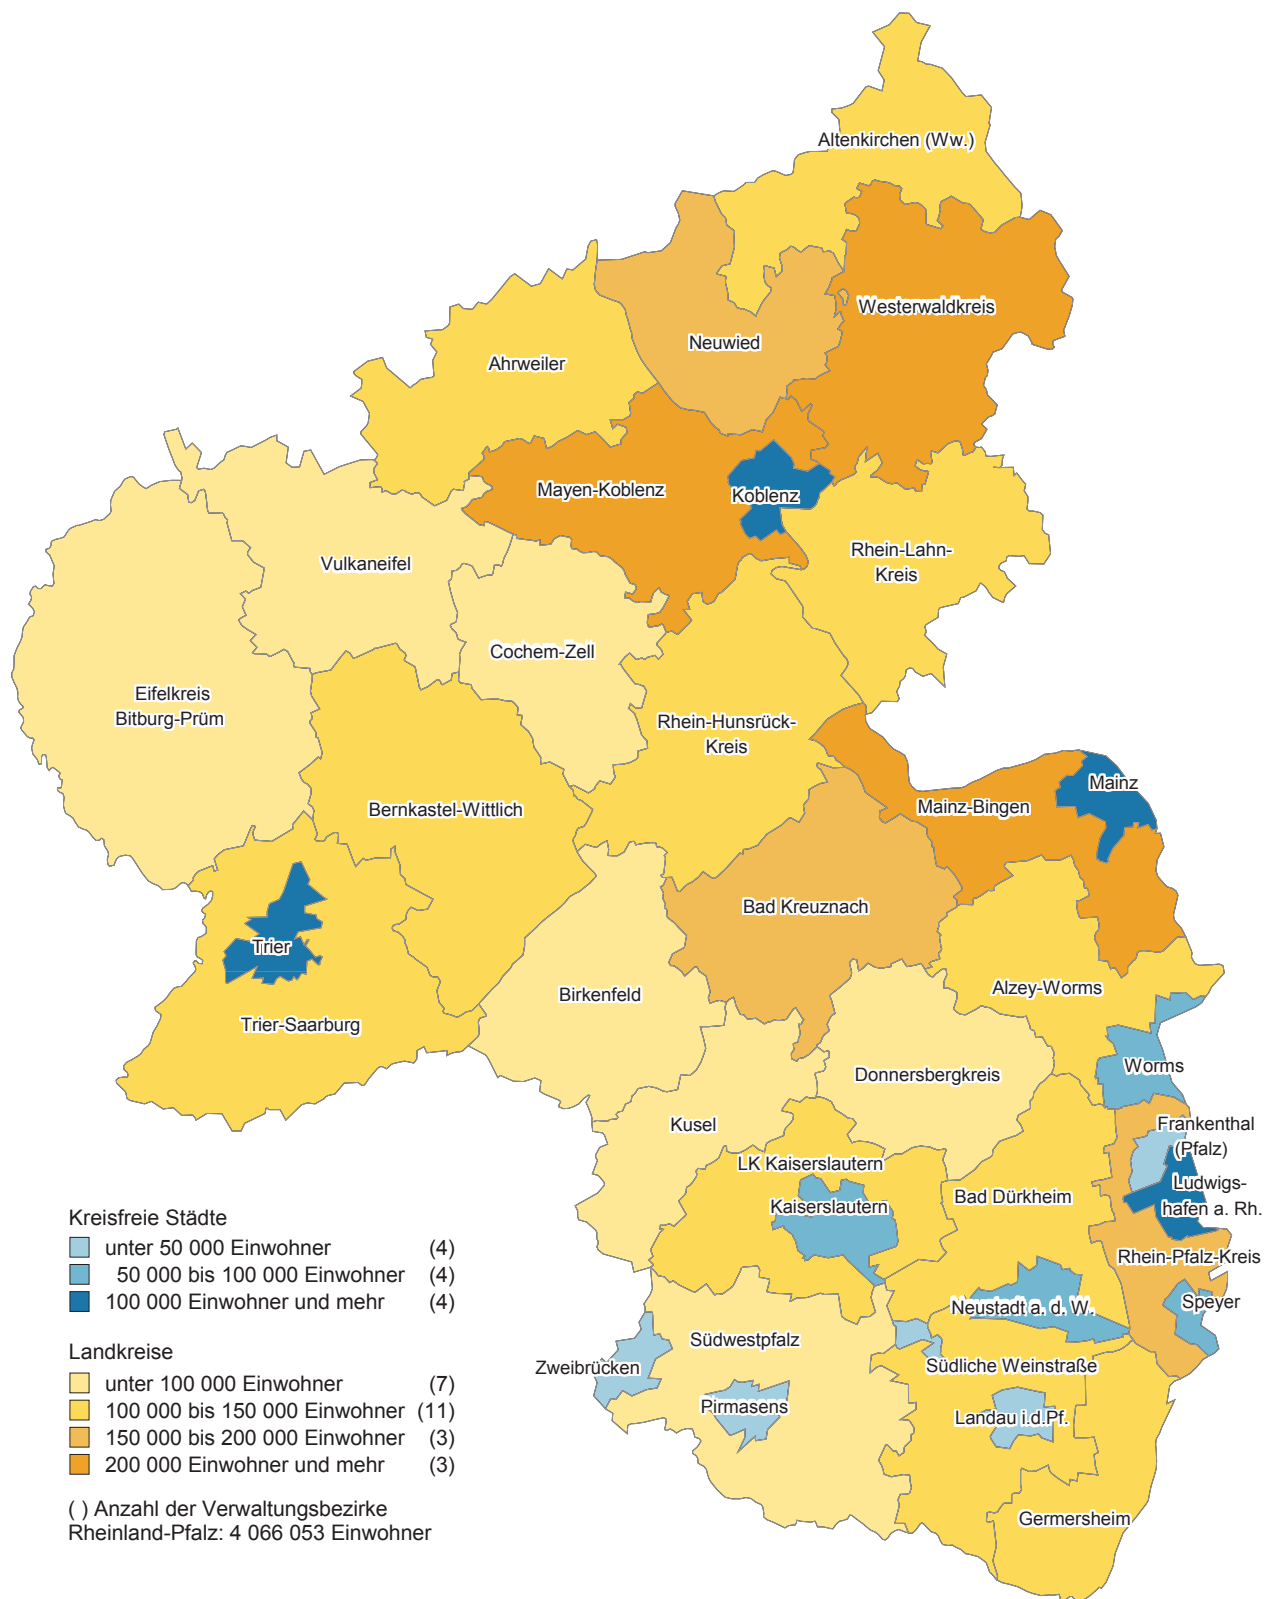 Altenkirchen (Ww.)
Westerwaldkreis
Neuwied
Ahrweiler
Mayen-Koblenz
Koblenz
Rhein-Lahn-
Kreis
Vulkaneifel
Cochem-Zell
Eifelkreis
Bitburg-Prüm
Rhein-Hunsrück-
Kreis
Mainz
Mainz-Bingen
Bernkastel-Wittlich
Bad Kreuznach
Trier
Birkenfeld
Alzey-Worms
Trier-Saarburg
Worms
Donnersbergkreis
Kusel
Frankenthal
(Pfalz)
LK Kaiserslautern
Ludwigs-
hafen a. Rh.
Kaiserslautern
Bad Dürkheim
Rhein-Pfalz-Kreis
Speyer
Neustadt a. d. W.
Südwestpfalz
Zweibrücken
Südliche Weinstraße
Pirmasens
Landau i.d.Pf.
Germersheim
Kreisfreie Städte
unter 50 000 Einwohner (4)
50 000 bis 100 000 Einwohner (4)
100 000 Einwohner und mehr (4)
Landkreise
unter 100 000 Einwohner (7)
100 000 bis 150 000 Einwohner (11)
150 000 bis 200 000 Einwohner (3)
200 000 Einwohner und mehr (3)
( ) Anzahl der Verwaltungsbezirke
Rheinland-Pfalz: 4 066 053 Einwohner